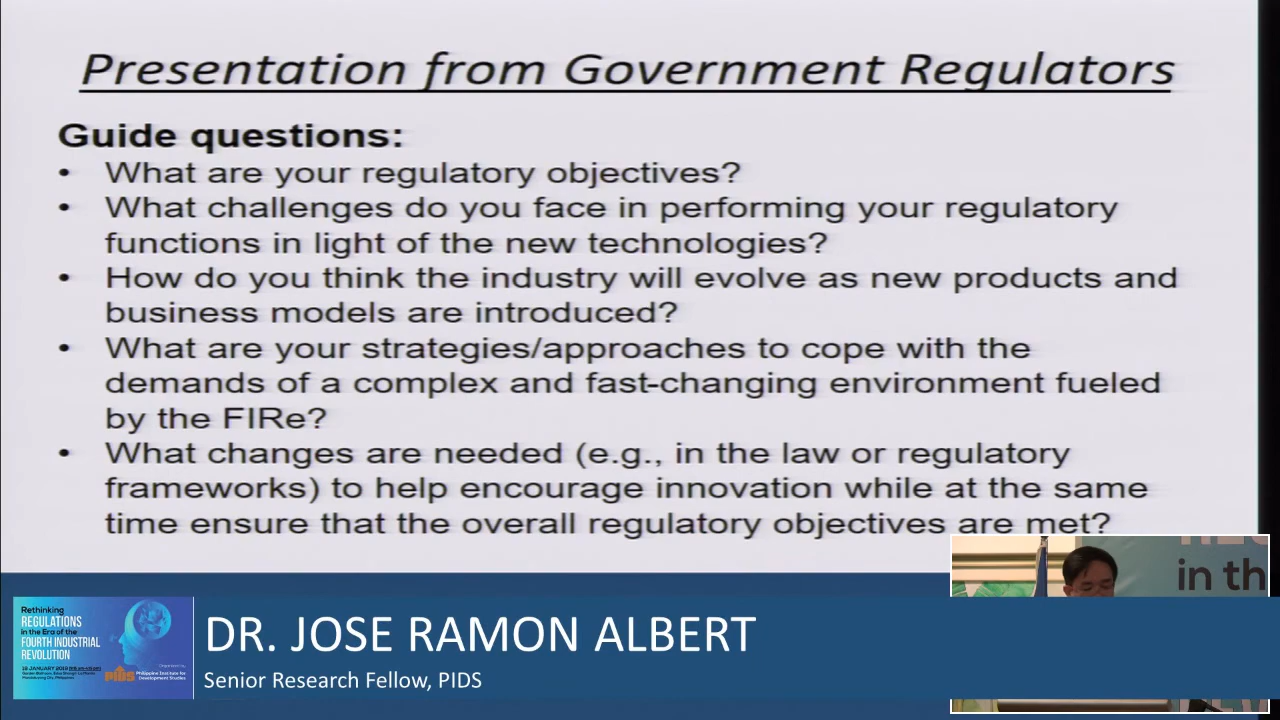 Presentation from Government Regulators
Guide questions:
• What are your regulatory objectives?
• What challenges do you face in performing your regulatory
functions in light of the new technologies?
• How do you think the industry will evolve as new products and
business models are introduced?
• What are your strategies/approaches to cope with the
demands of a complex and fast-changing environment fueled
by the FIRe?
• What changes are needed (e.g., in the law or regulatory
frameworks) to help encourage innovation while at the same
time ensure that the overall regulatory objectives are met?
in th
Rethinking
REGULATIONS
in the Era of the
FOURTH INDUSTRIAL
REVOLUTION
PIDS
Philippine Institute for
Development Studies
DR. JOSE RAMON ALBERT
Senior Research Fellow, PIDS